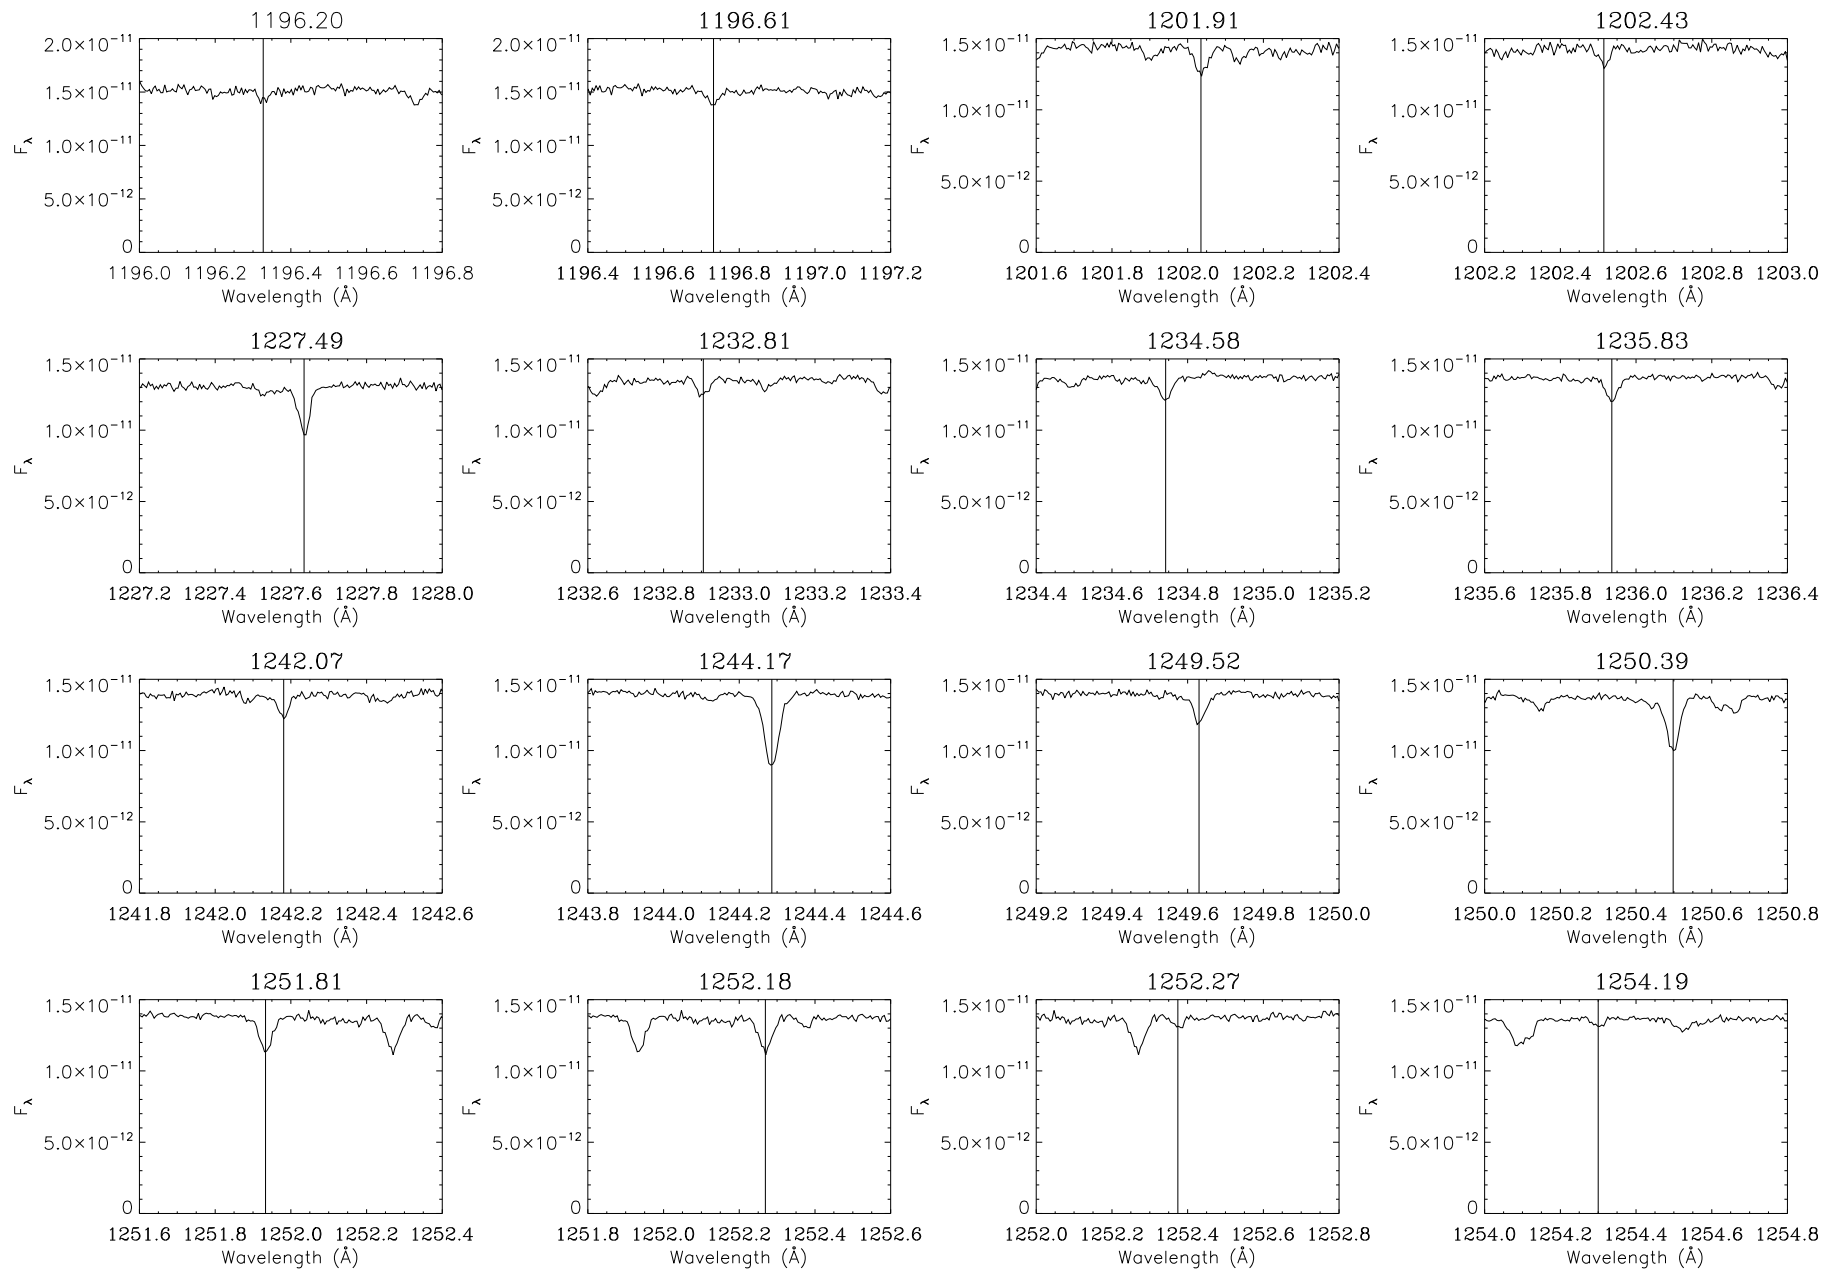 1196.20
2.0×10⁻¹¹
1.5×10⁻¹¹
1.0×10⁻¹¹
5.0×10⁻¹²
0
F_λ
1196.0 1196.2 1196.4 1196.6 1196.8
Wavelength (Å)
1196.61
2.0×10⁻¹¹
1.5×10⁻¹¹
1.0×10⁻¹¹
5.0×10⁻¹²
0
F_λ
1196.4 1196.6 1196.8 1197.0 1197.2
Wavelength (Å)
1201.91
1.5×10⁻¹¹
1.0×10⁻¹¹
5.0×10⁻¹²
0
F_λ
1201.6 1201.8 1202.0 1202.2 1202.4
Wavelength (Å)
1202.43
1.5×10⁻¹¹
1.0×10⁻¹¹
5.0×10⁻¹²
0
F_λ
1202.2 1202.4 1202.6 1202.8 1203.0
Wavelength (Å)
1227.49
1.5×10⁻¹¹
1.0×10⁻¹¹
5.0×10⁻¹²
0
F_λ
1227.2 1227.4 1227.6 1227.8 1228.0
Wavelength (Å)
1232.81
1.5×10⁻¹¹
1.0×10⁻¹¹
5.0×10⁻¹²
0
F_λ
1232.6 1232.8 1233.0 1233.2 1233.4
Wavelength (Å)
1234.58
1.5×10⁻¹¹
1.0×10⁻¹¹
5.0×10⁻¹²
0
F_λ
1234.4 1234.6 1234.8 1235.0 1235.2
Wavelength (Å)
1235.83
1.5×10⁻¹¹
1.0×10⁻¹¹
5.0×10⁻¹²
0
F_λ
1235.6 1235.8 1236.0 1236.2 1236.4
Wavelength (Å)
1242.07
1.5×10⁻¹¹
1.0×10⁻¹¹
5.0×10⁻¹²
0
F_λ
1241.8 1242.0 1242.2 1242.4 1242.6
Wavelength (Å)
1244.17
1.5×10⁻¹¹
1.0×10⁻¹¹
5.0×10⁻¹²
0
F_λ
1243.8 1244.0 1244.2 1244.4 1244.6
Wavelength (Å)
1249.52
1.5×10⁻¹¹
1.0×10⁻¹¹
5.0×10⁻¹²
0
F_λ
1249.2 1249.4 1249.6 1249.8 1250.0
Wavelength (Å)
1250.39
1.5×10⁻¹¹
1.0×10⁻¹¹
5.0×10⁻¹²
0
F_λ
1250.0 1250.2 1250.4 1250.6 1250.8
Wavelength (Å)
1251.81
1.5×10⁻¹¹
1.0×10⁻¹¹
5.0×10⁻¹²
0
F_λ
1251.6 1251.8 1252.0 1252.2 1252.4
Wavelength (Å)
1252.18
1.5×10⁻¹¹
1.0×10⁻¹¹
5.0×10⁻¹²
0
F_λ
1251.8 1252.0 1252.2 1252.4 1252.6
Wavelength (Å)
1252.27
1.5×10⁻¹¹
1.0×10⁻¹¹
5.0×10⁻¹²
0
F_λ
1252.0 1252.2 1252.4 1252.6 1252.8
Wavelength (Å)
1254.19
1.5×10⁻¹¹
1.0×10⁻¹¹
5.0×10⁻¹²
0
F_λ
1254.0 1254.2 1254.4 1254.6 1254.8
Wavelength (Å)